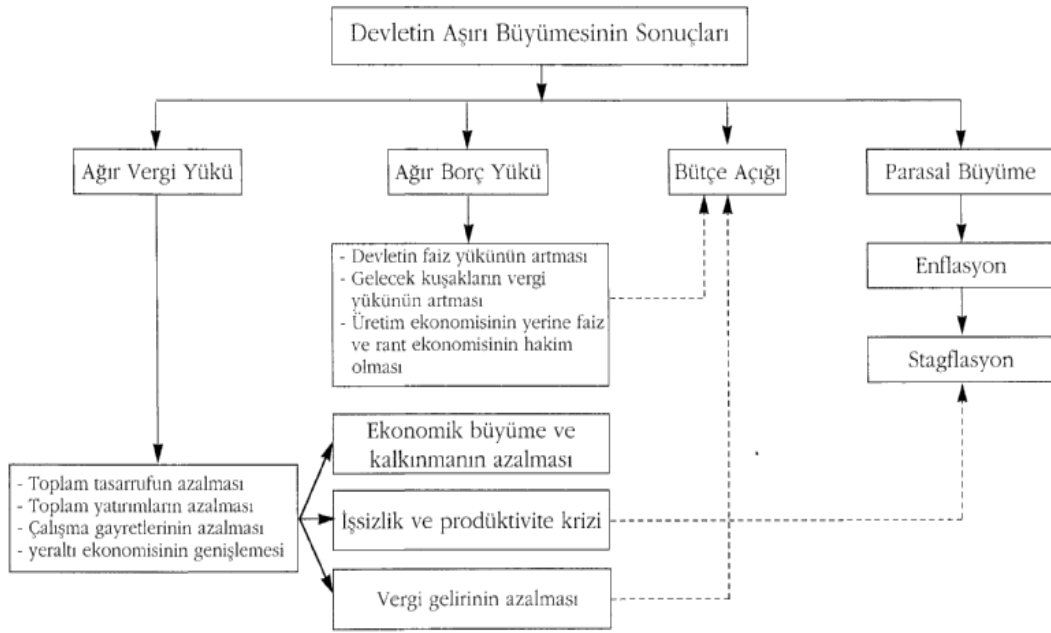 Devletin Aşırı Büyümesinin Sonuçları
Ağır Vergi Yükü
Ağır Borç Yükü
Bütçe Açığı
Parasal Büyüme
- Devletin faiz yükünün artması
- Gelecek kuşakların vergi
yükünün artması
- Üretim ekonomisinin yerine faiz
ve rant ekonomisinin hakim
olması
Enflasyon
Stagflasyon
- Toplam tasarrufun azalması
- Toplam yatırımların azalması
- Çalışma gayretlerinin azalması
- yeraltı ekonomisinin genişlemesi
Ekonomik büyüme ve
kalkınmanın azalması
İşsizlik ve prodüktivite krizi
Vergi gelirinin azalması